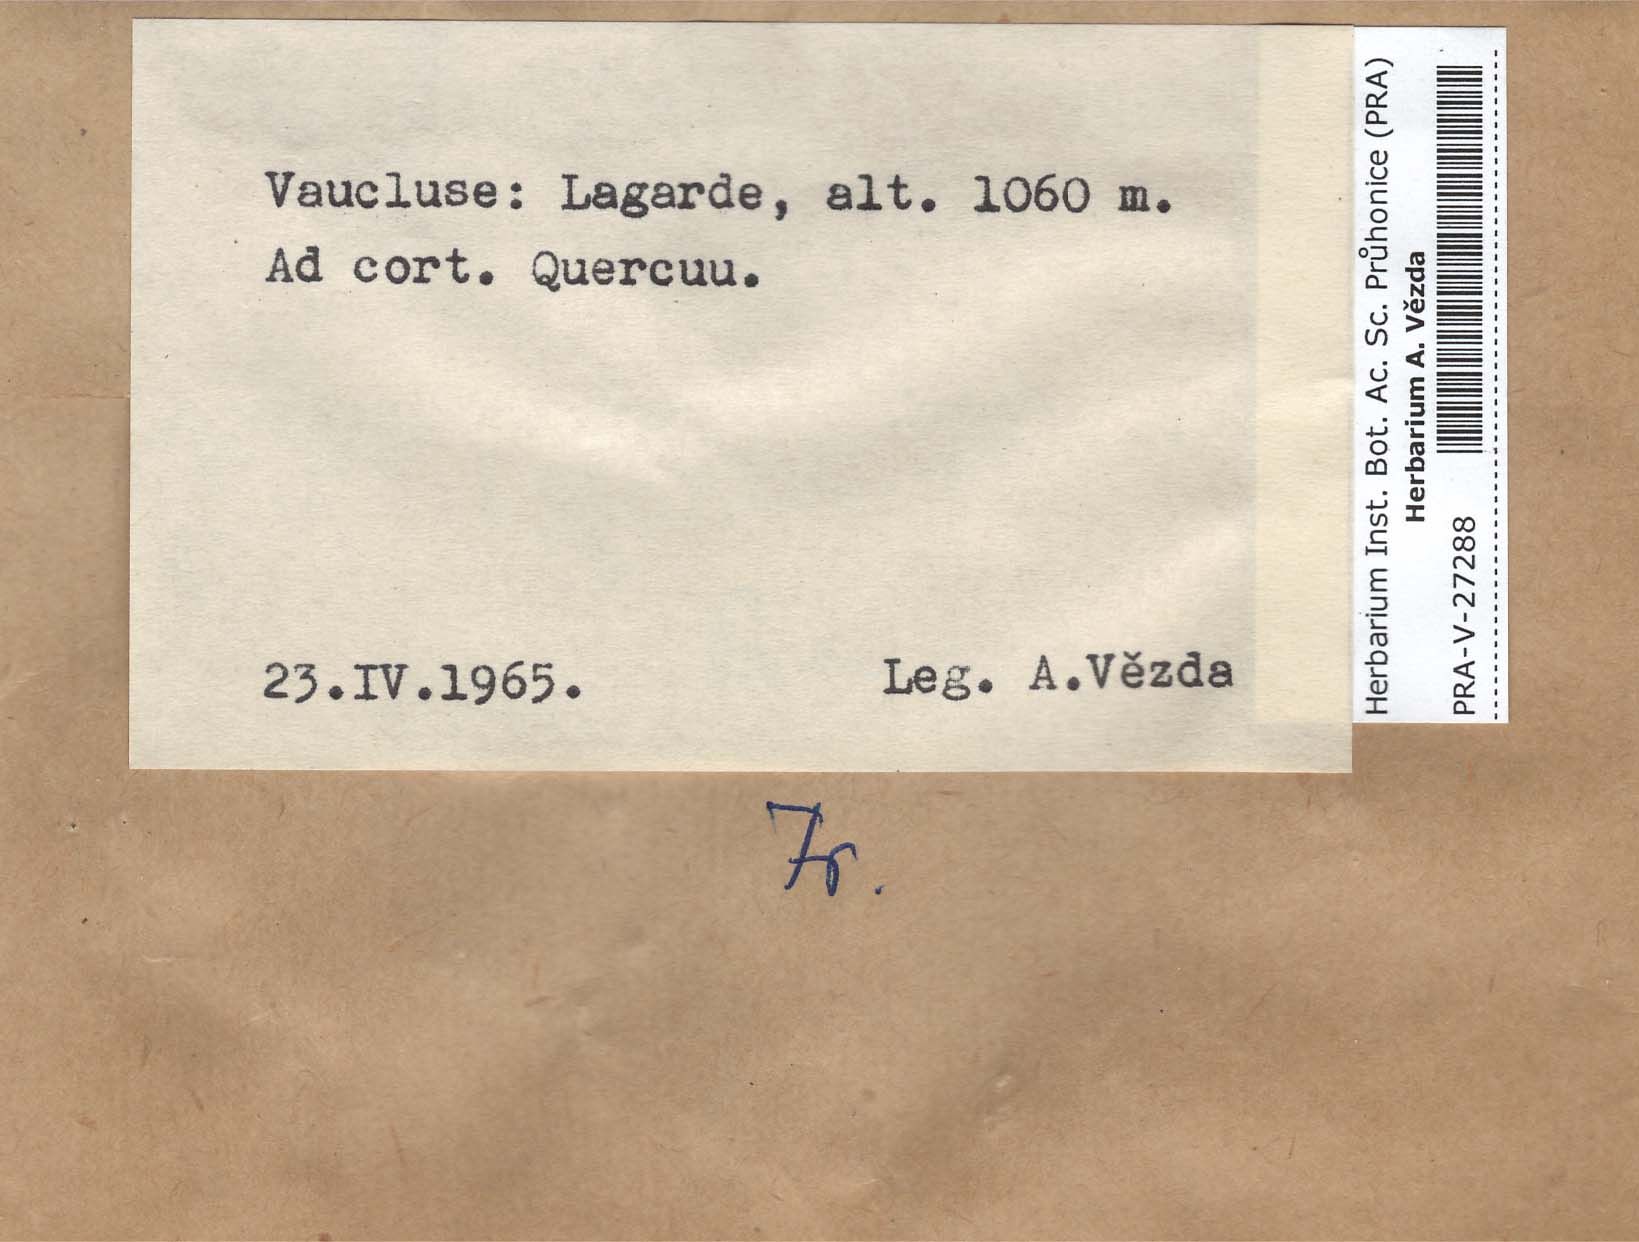 Vaucluse: Lagarde, alt. 1060 m.
Ad cort. Quercuu.
23.IV.1965. Leg. A.Vězda
Herbarium Inst. Bot. Ac. Sc. Průhonice (PRA)
Herbarium A. Vězda
PRA-V-27288